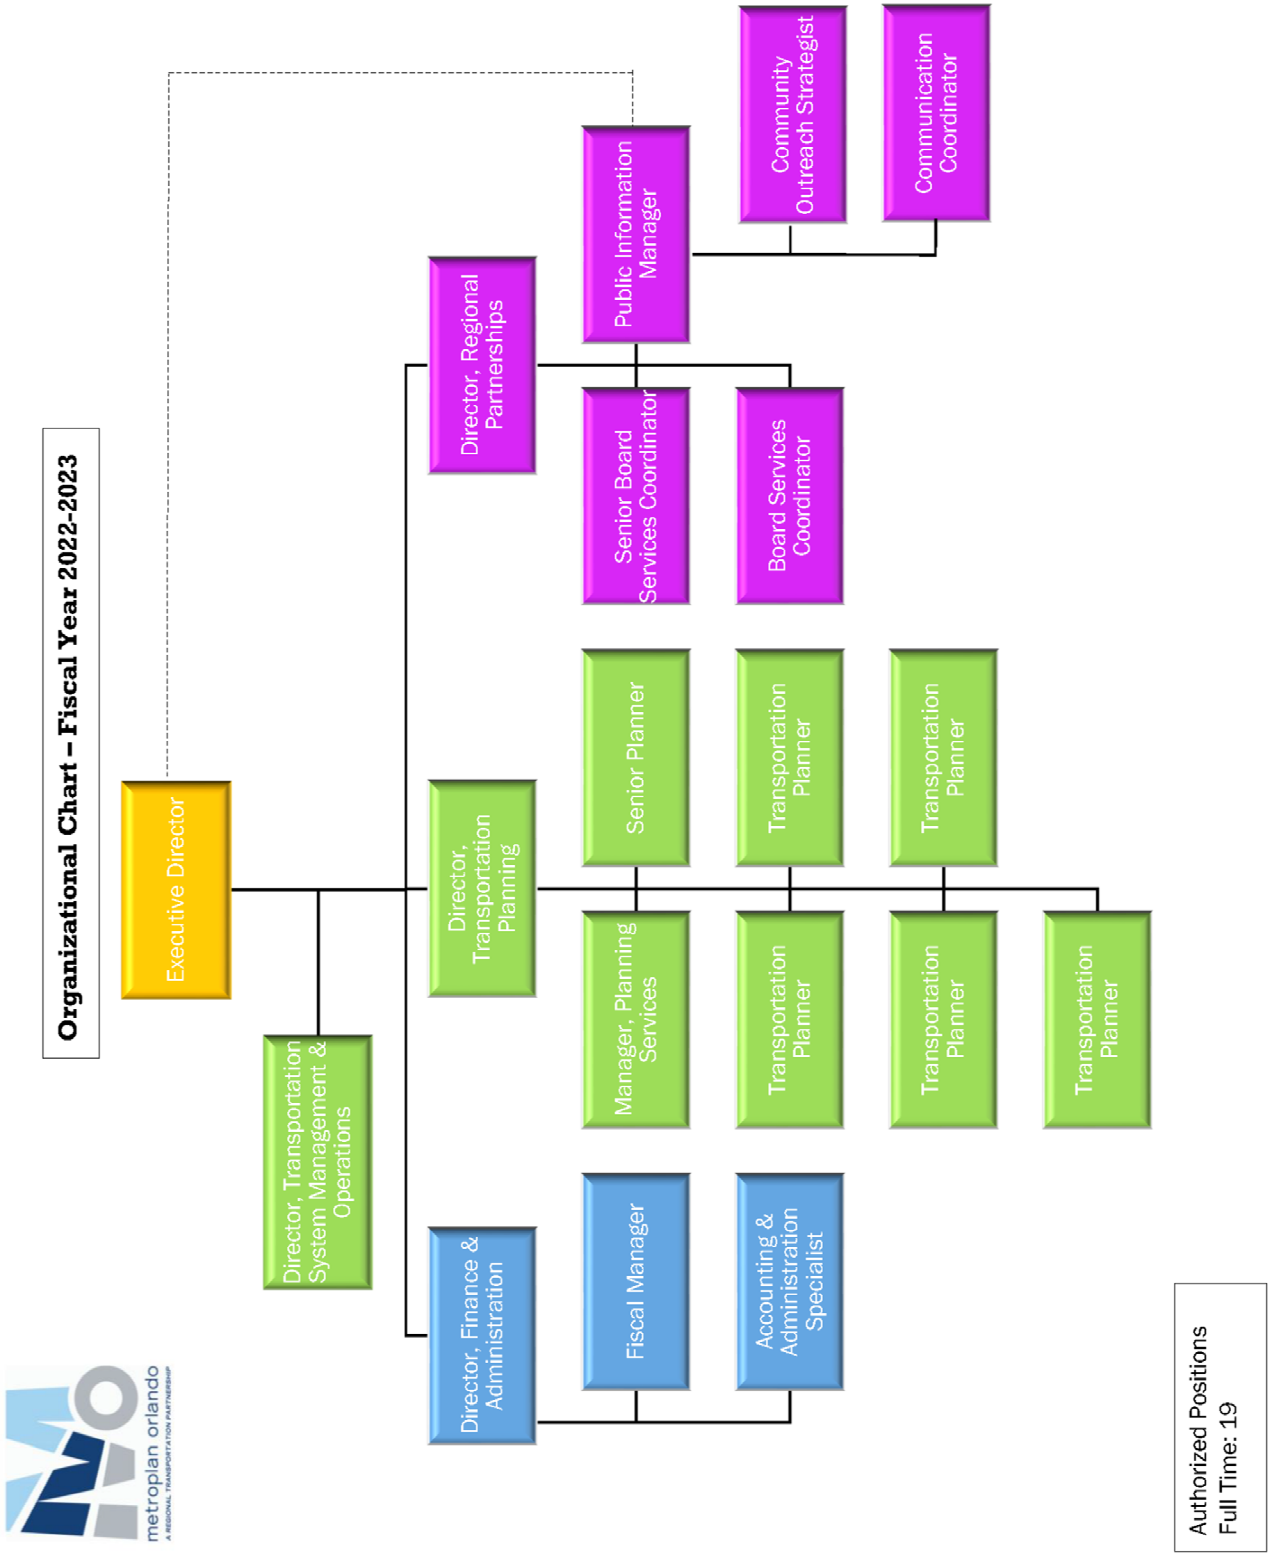 metroplan orlando
A REGIONAL TRANSPORTATION PARTNERSHIP
Organizational Chart – Fiscal Year 2022-2023
Executive Director
Director, Transportation
System Management &
Operations
Director, Finance &
Administration
Director,
Transportation
Planning
Director, Regional
Partnerships
Fiscal Manager
Manager, Planning
Services
Senior Planner
Senior Board
Services Coordinator
Public Information
Manager
Accounting &
Administration
Specialist
Transportation
Planner
Transportation
Planner
Board Services
Coordinator
Community
Outreach Strategist
Transportation
Planner
Transportation
Planner
Communication
Coordinator
Transportation
Planner
Authorized Positions
Full Time: 19